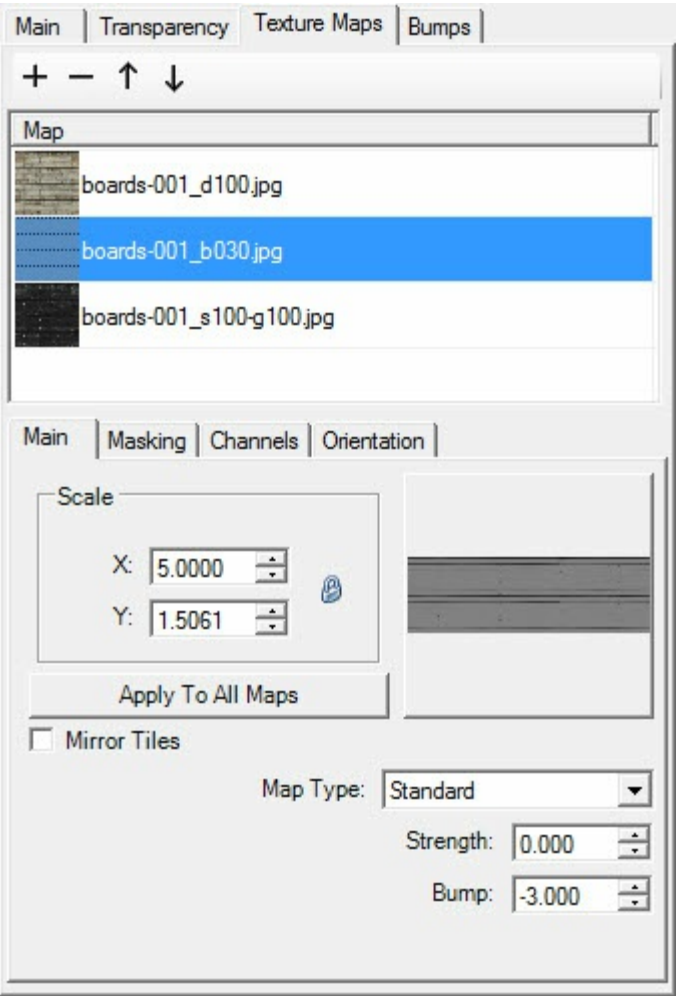 Main Transparency Texture Maps Bumps
+ − ↑ ↓
Map
boards-001_d100.jpg
boards-001_b030.jpg
boards-001_s100-g100.jpg
Main Masking Channels Orientation
Scale
X: 5.0000
Y: 1.5061
Apply To All Maps
Mirror Tiles
Map Type: Standard
Strength: 0.000
Bump: -3.000